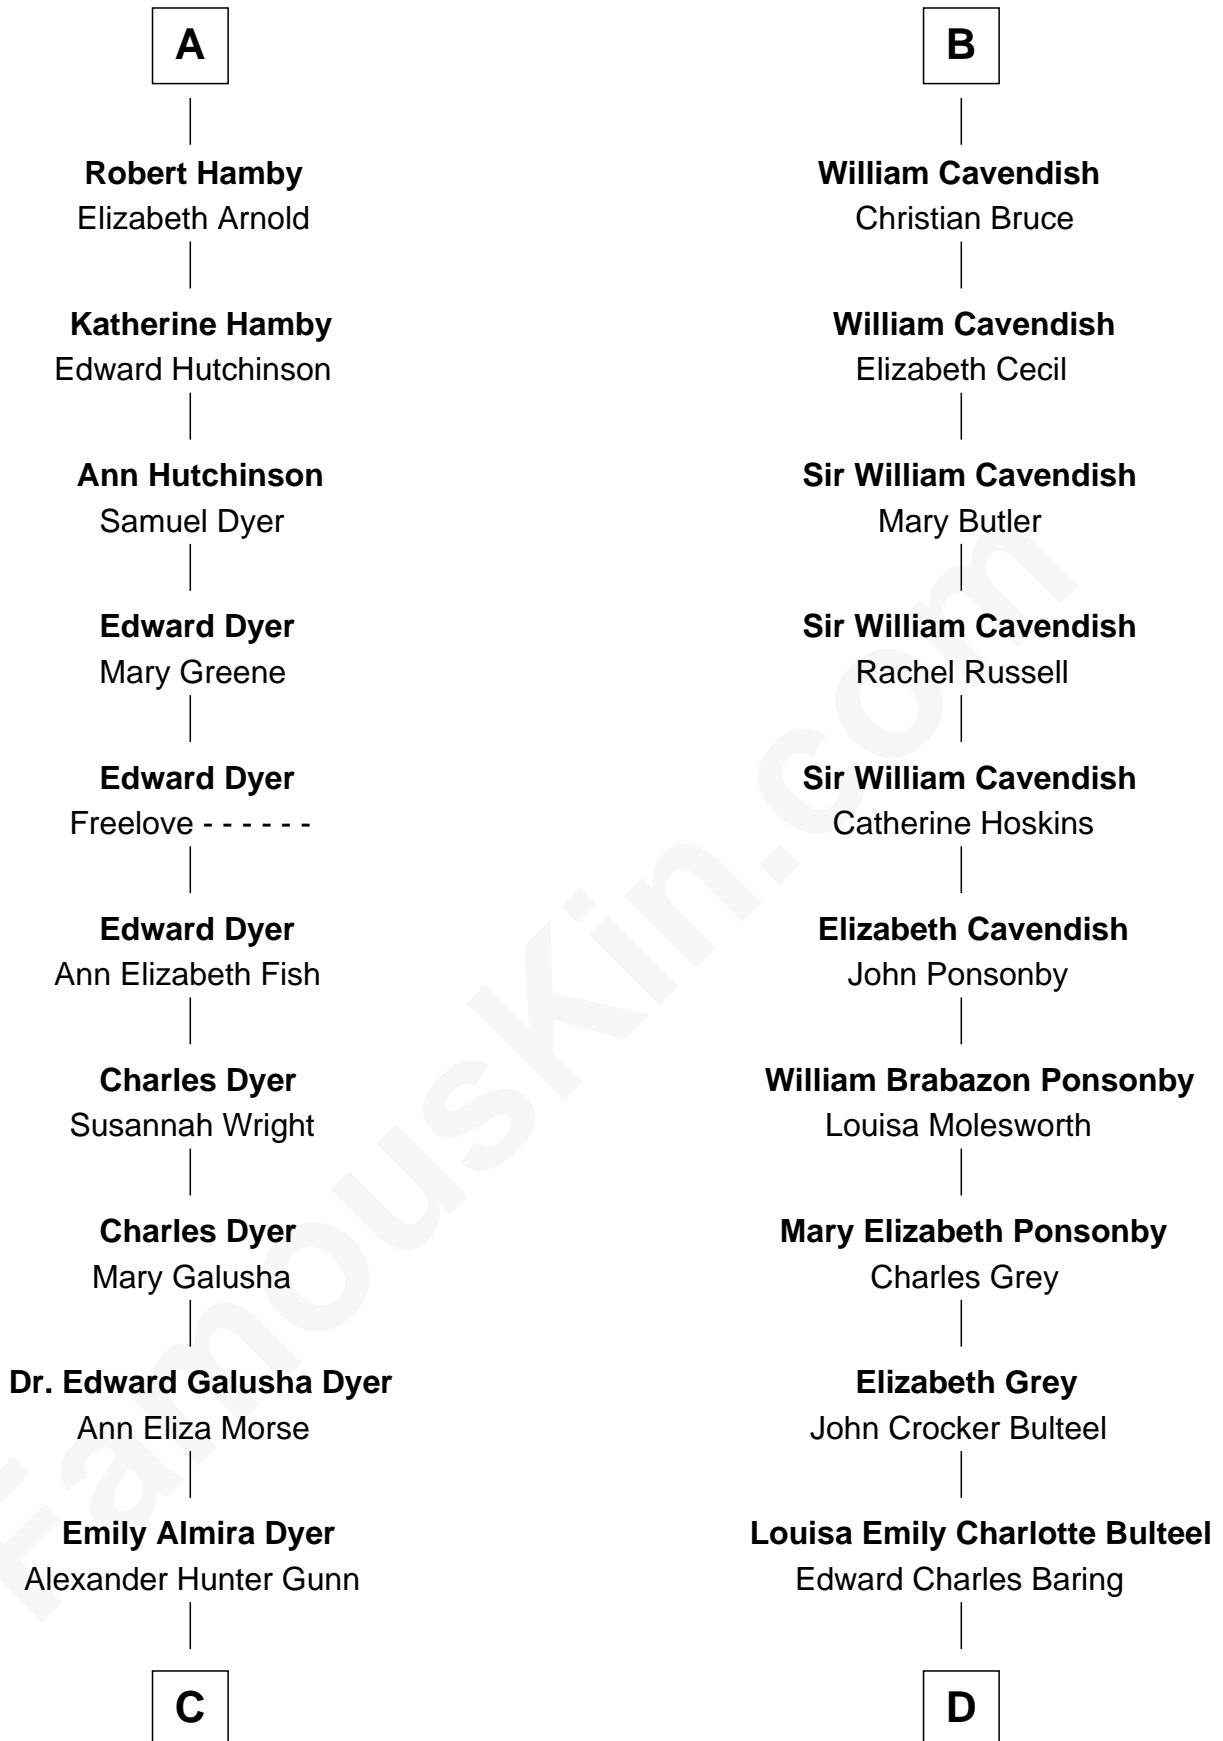 A
Robert Hamby
Elizabeth Arnold
Katherine Hamby
Edward Hutchinson
Ann Hutchinson
Samuel Dyer
Edward Dyer
Mary Greene
Edward Dyer
Freelove - - - - - -
Edward Dyer
Ann Elizabeth Fish
Charles Dyer
Susannah Wright
Charles Dyer
Mary Galusha
Dr. Edward Galusha Dyer
Ann Eliza Morse
Emily Almira Dyer
Alexander Hunter Gunn
C
B
William Cavendish
Christian Bruce
William Cavendish
Elizabeth Cecil
Sir William Cavendish
Mary Butler
Sir William Cavendish
Rachel Russell
Sir William Cavendish
Catherine Hoskins
Elizabeth Cavendish
John Ponsonby
William Brabazon Ponsonby
Louisa Molesworth
Mary Elizabeth Ponsonby
Charles Grey
Elizabeth Grey
John Crocker Bulteel
Louisa Emily Charlotte Bulteel
Edward Charles Baring
D
FamousKin.com